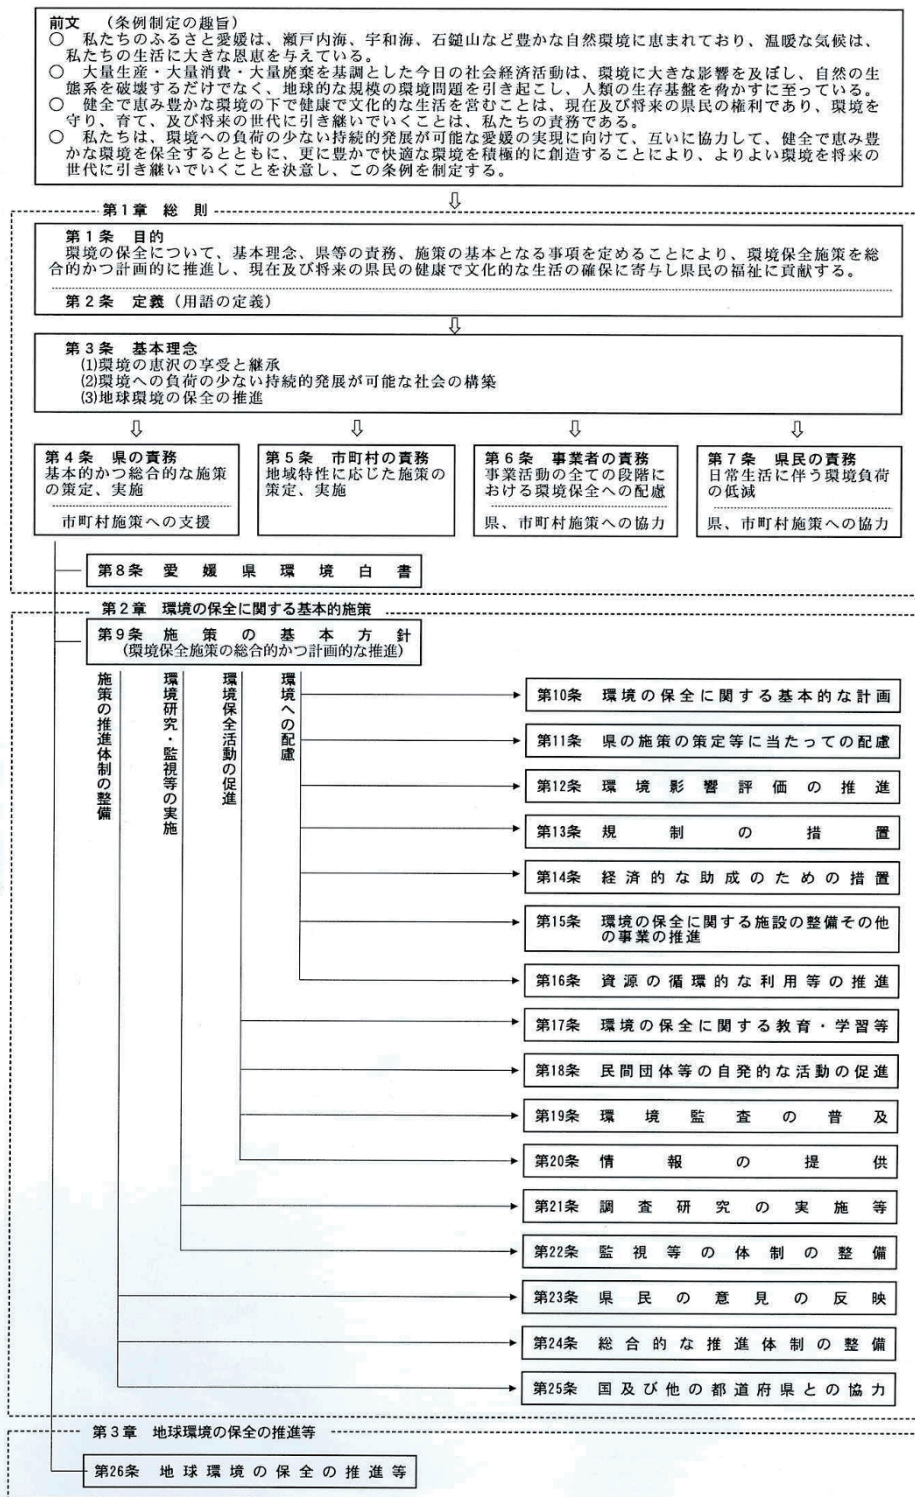 前文　（条例制定の趣旨）
○　私たちのふるさと愛媛は、瀬戸内海、宇和海、石鎚山など豊かな自然環境に恵まれており、温暖な気候は、
私たちの生活に大きな恩恵を与えている。
○　大量生産・大量消費・大量廃棄を基調とした今日の社会経済活動は、環境に大きな影響を及ぼし、自然の生
態系を破壊するだけでなく、地球的な規模の環境問題を引き起こし、人類の生存基盤を脅かすに至っている。
○　健全で恵み豊かな環境の下で健康で文化的な生活を営むことは、現在及び将来の県民の権利であり、環境を
守り、育て、及び将来の世代に引き継いでいくことは、私たちの責務である。
○　私たちは、環境への負荷の少ない持続的発展が可能な愛媛の実現に向けて、互いに協力して、健全で恵み豊
かな環境を保全するとともに、更に豊かで快適な環境を積極的に創造することにより、よりよい環境を将来の
世代に引き継いでいくことを決意し、この条例を制定する。
第1章　総　則
第1条　目的
環境の保全について、基本理念、県等の責務、施策の基本となる事項を定めることにより、環境保全施策を総
合的かつ計画的に推進し、現在及び将来の県民の健康で文化的な生活の確保に寄与し県民の福祉に貢献する。
第2条　定義（用語の定義）
第3条　基本理念
(1)環境の恵沢の享受と継承
(2)環境への負荷の少ない持続的発展が可能な社会の構築
(3)地球環境の保全の推進
第4条　県の責務
基本的かつ総合的な施策
の策定、実施
市町村施策への支援
第5条　市町村の責務
地域特性に応じた施策の
策定、実施
第6条　事業者の責務
事業活動の全ての段階に
おける環境保全への配慮
県、市町村施策への協力
第7条　県民の責務
日常生活に伴う環境負荷
の低減
県、市町村施策への協力
第8条　愛媛県環境白書
第2章　環境の保全に関する基本的施策
第9条　施策の基本方針
(環境保全施策の総合的かつ計画的な推進)
施策の推進体制の整備
環境研究・監視等の実施
環境保全活動の促進
環境への配慮
第10条　環境の保全に関する基本的な計画
第11条　県の施策の策定等に当たっての配慮
第12条　環境影響評価の推進
第13条　規制の措置
第14条　経済的な助成のための措置
第15条　環境の保全に関する施設の整備その他
の事業の推進
第16条　資源の循環的な利用等の推進
第17条　環境の保全に関する教育・学習等
第18条　民間団体等の自発的な活動の促進
第19条　環境監査の普及
第20条　情報の提供
第21条　調査研究の実施等
第22条　監視等の体制の整備
第23条　県民の意見の反映
第24条　総合的な推進体制の整備
第25条　国及び他の都道府県との協力
第3章　地球環境の保全の推進等
第26条　地球環境の保全の推進等